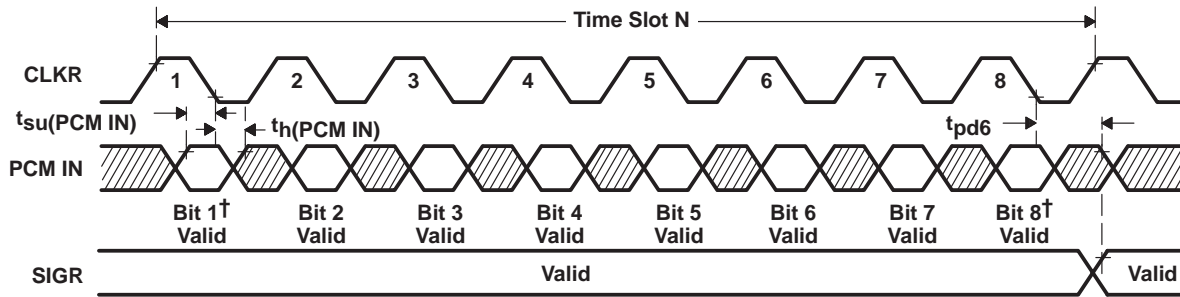 Time Slot N
CLKR
1 2 3 4 5 6 7 8
tsu(PCM IN)
th(PCM IN)
tpd6
PCM IN
Bit 1† Bit 2 Bit 3 Bit 4 Bit 5 Bit 6 Bit 7 Bit 8†
Valid Valid Valid Valid Valid Valid Valid Valid
SIGR
Valid
Valid